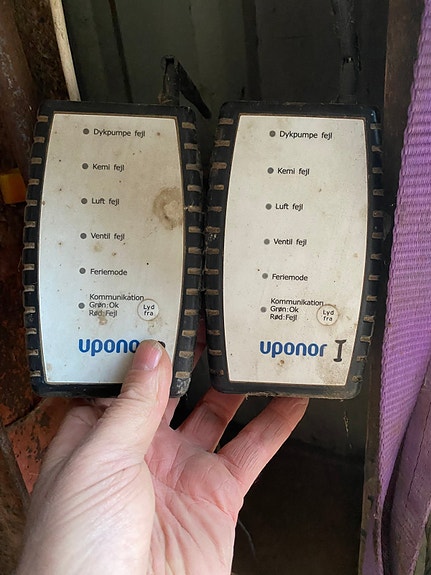 Dykpumpe fejl
Kemi fejl
Luft fejl
Ventil fejl
Feriemode
Kommunikation
Grøn:Ok
Rød:Fejl
Lyd
fra
uponor
Dykpumpe fejl
Kemi fejl
Luft fejl
Ventil fejl
Feriemode
Kommunikation
Grøn:Ok
Rød:Fejl
Lyd
fra
uponor I